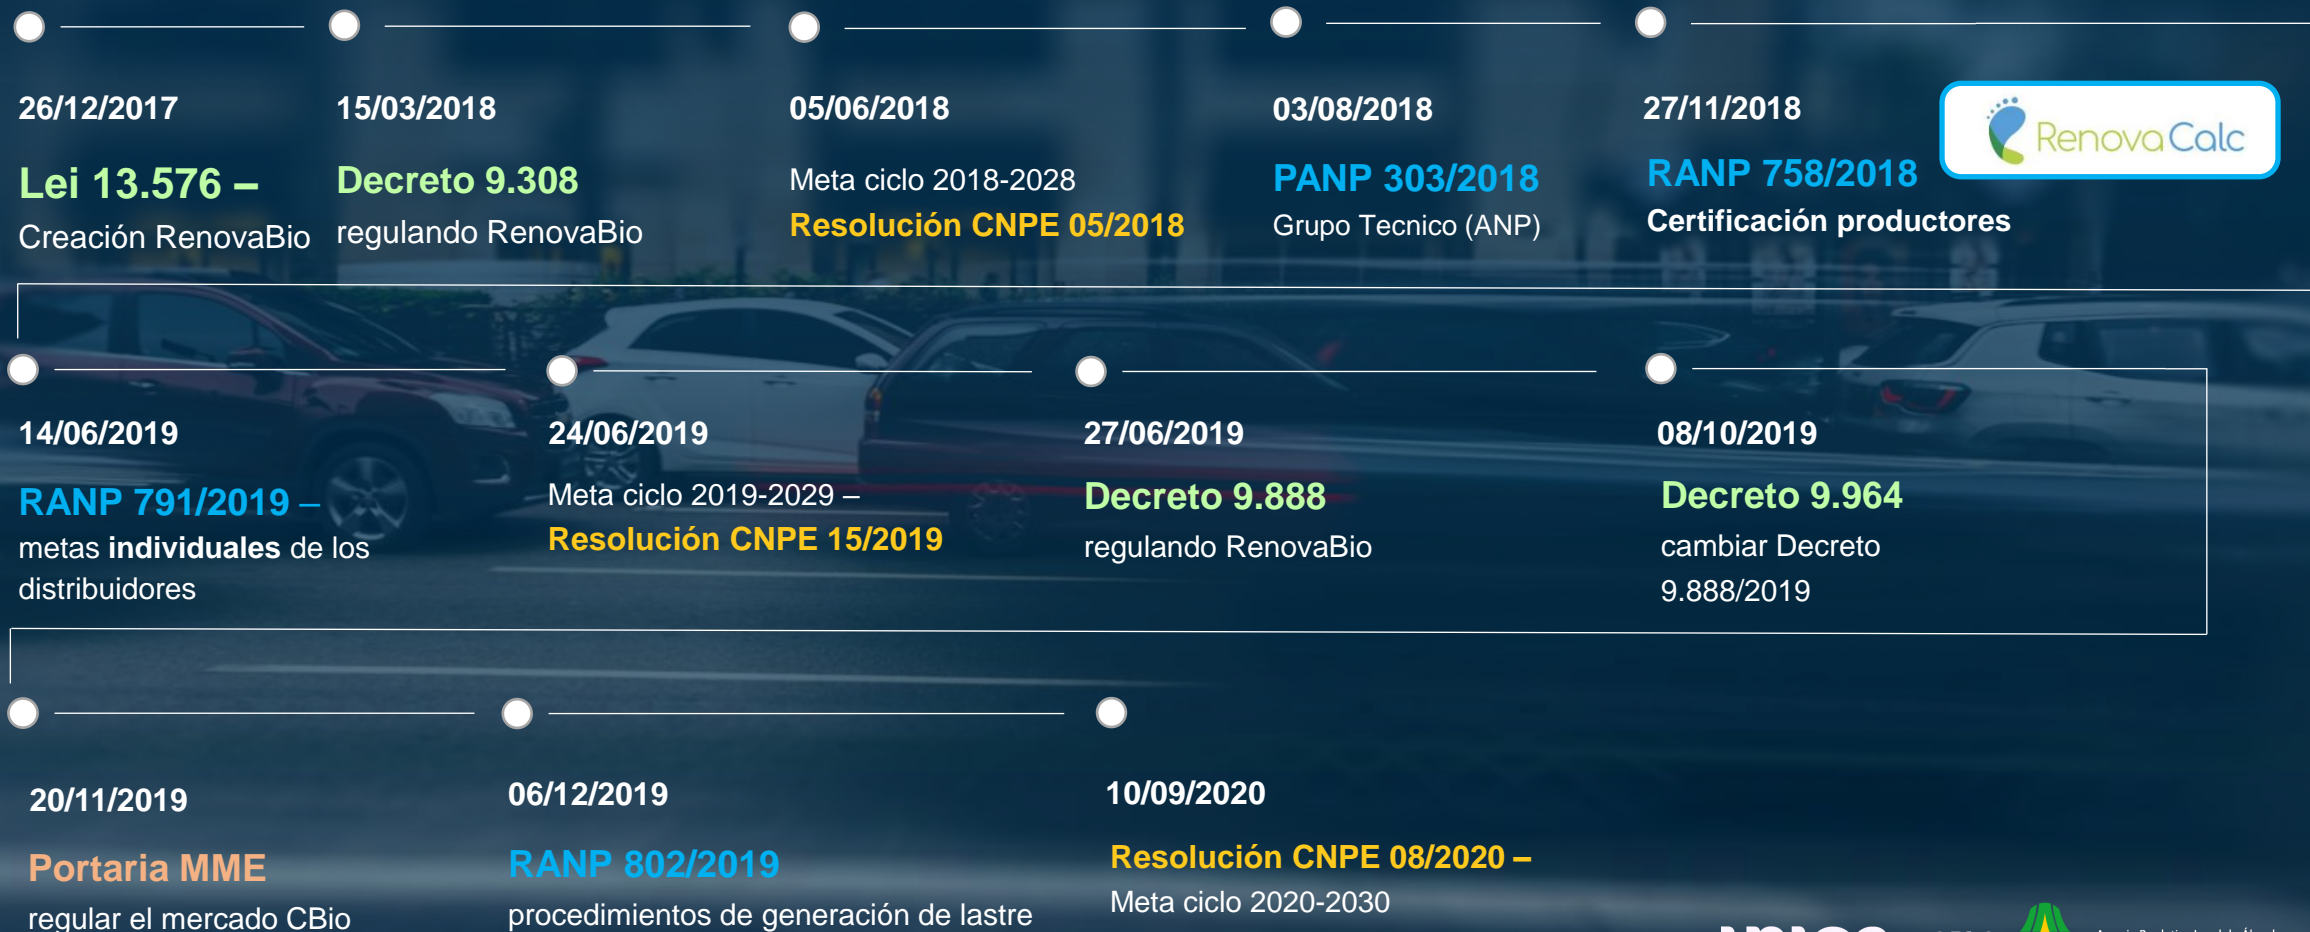 26/12/2017
Lei 13.576 –
Creación RenovaBio
15/03/2018
Decreto 9.308
regulando RenovaBio
05/06/2018
Meta ciclo 2018-2028
Resolución CNPE 05/2018
03/08/2018
PANP 303/2018
Grupo Tecnico (ANP)
27/11/2018
RANP 758/2018
Certificación productores
RenovaCalc
14/06/2019
RANP 791/2019 –
metas individuales de los
distribuidores
24/06/2019
Meta ciclo 2019-2029 –
Resolución CNPE 15/2019
27/06/2019
Decreto 9.888
regulando RenovaBio
08/10/2019
Decreto 9.964
cambiar Decreto
9.888/2019
20/11/2019
Portaria MME
regular el mercado CBio
06/12/2019
RANP 802/2019
procedimientos de generación de lastre
10/09/2020
Resolución CNPE 08/2020 –
Meta ciclo 2020-2030